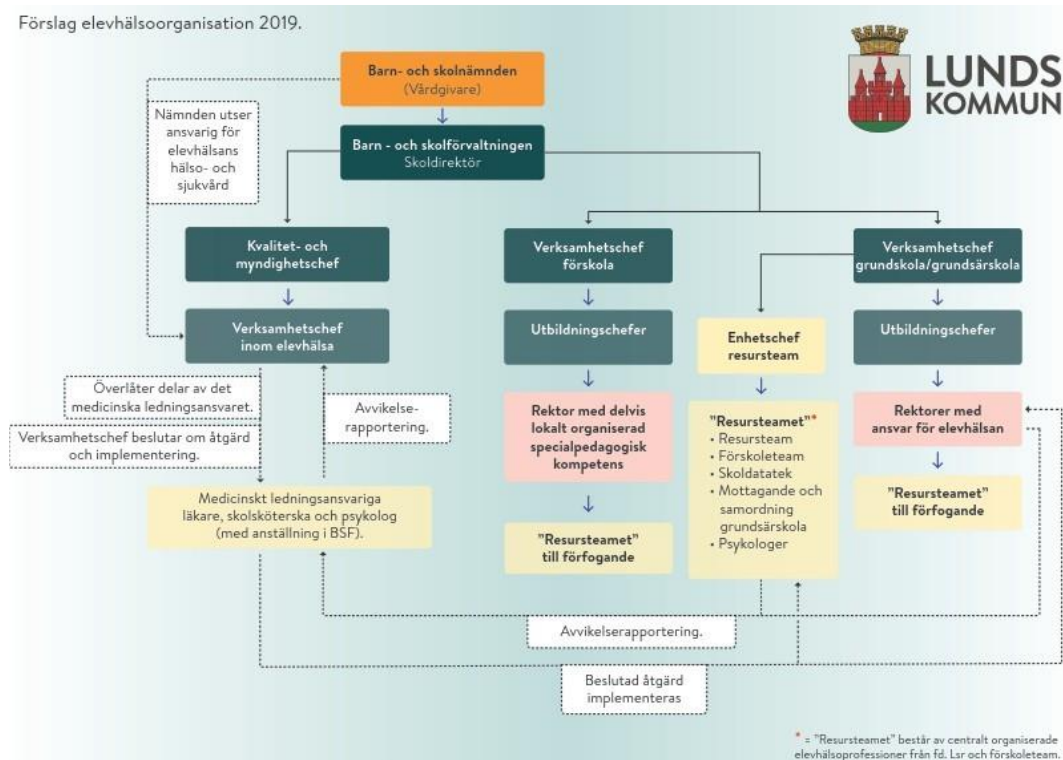 Förslag elevhälsoorganisation 2019.
LUNDS
KOMMUN
Barn- och skolnämnden
(Vårdgivare)
Nämnden utser
ansvarig för
elevhälsans
hälso- och
sjukvård
Barn - och skolförvaltningen
Skoldirektör
Kvalitet- och
myndighetschef
Verksamhetschef
förskola
Verksamhetschef
grundskola/grundsärskola
Verksamhetschef
inom elevhälsa
Utbildningschefer
Enhetschef
resursteam
Utbildningschefer
Överlåter delar av det
medicinska ledningsansvaret.
Verksamhetschef beslutar om åtgärd
och implementering.
Avvikelse-
rapportering.
Rektor med delvis
lokalt organiserad
specialpedagogisk
kompetens
"Resursteamet"*
• Resursteam
• Förskoleteam
• Skoldatatek
• Mottagande och
samordning
grundsärskola
• Psykologer
Rektorer med
ansvar för elevhälsan
Medicinskt ledningsansvariga
läkare, skolsköterska och psykolog
(med anställning i BSF).
"Resursteamet"
till förfogande
"Resursteamet"
till förfogande
Avvikelserapportering.
Beslutad åtgärd
implementeras
* = "Resursteamet" består av centralt organiserade
elevhälsoprofessioner från fd. Lsr och förskoleteam.